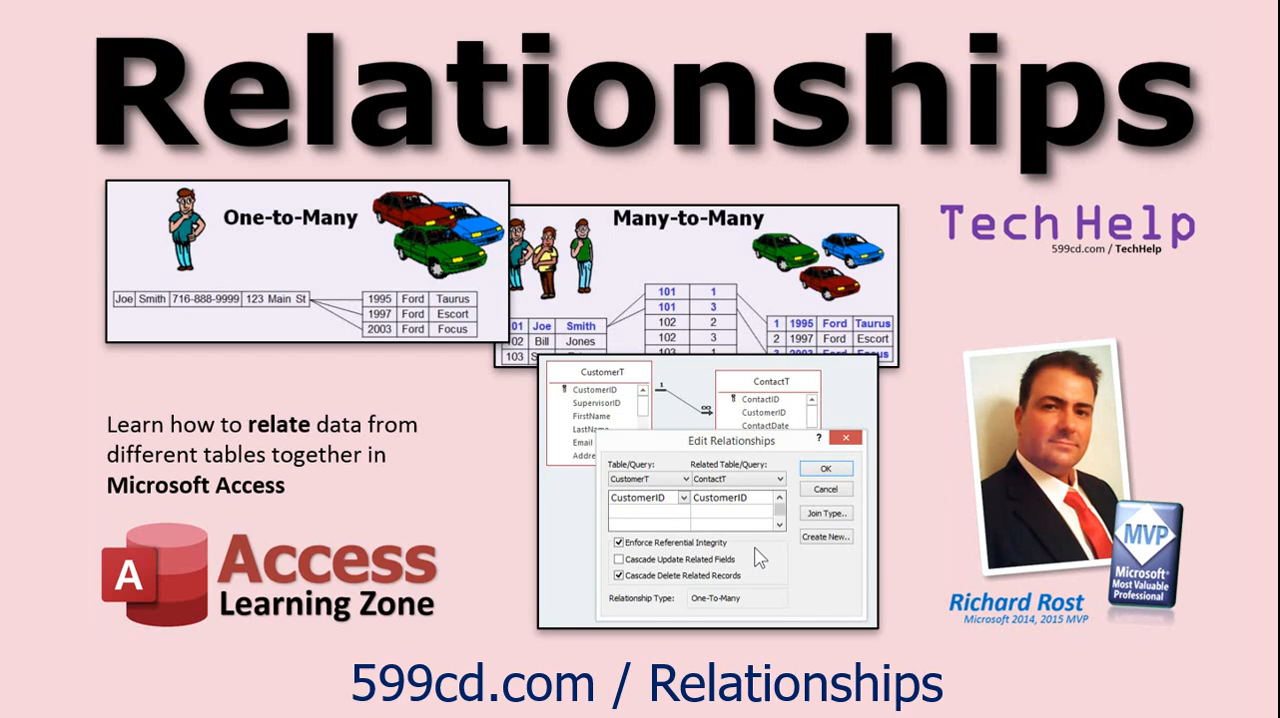 Relationships
One-to-Many
Joe Smith 716-888-9999 123 Main St
1995 Ford Taurus
1997 Ford Escort
2003 Ford Focus
Many-to-Many
101 1
101 3
102 2
102 3
Joe Smith
Bill Jones
103
1 1995 Ford Taurus
2 1997 Ford Escort
Tech Help
599cd.com / TechHelp
Learn how to relate data from
different tables together in
Microsoft Access
A
Access
Learning Zone
CustomerT
CustomerID
SupervisorID
FirstName
Email
1
∞
ContactT
ContactID
CustomerID
ContactDate
Edit Relationships
? ×
Table/Query: Related Table/Query:
CustomerT ContactT
CustomerID CustomerID
Enforce Referential Integrity
Cascade Update Related Fields
Cascade Delete Related Records
Relationship Type: One-To-Many
OK
Cancel
Join Type..
Create New..
MVP
Microsoft®
Most Valuable
Professional
Richard Rost
Microsoft 2014, 2015 MVP
599cd.com / Relationships